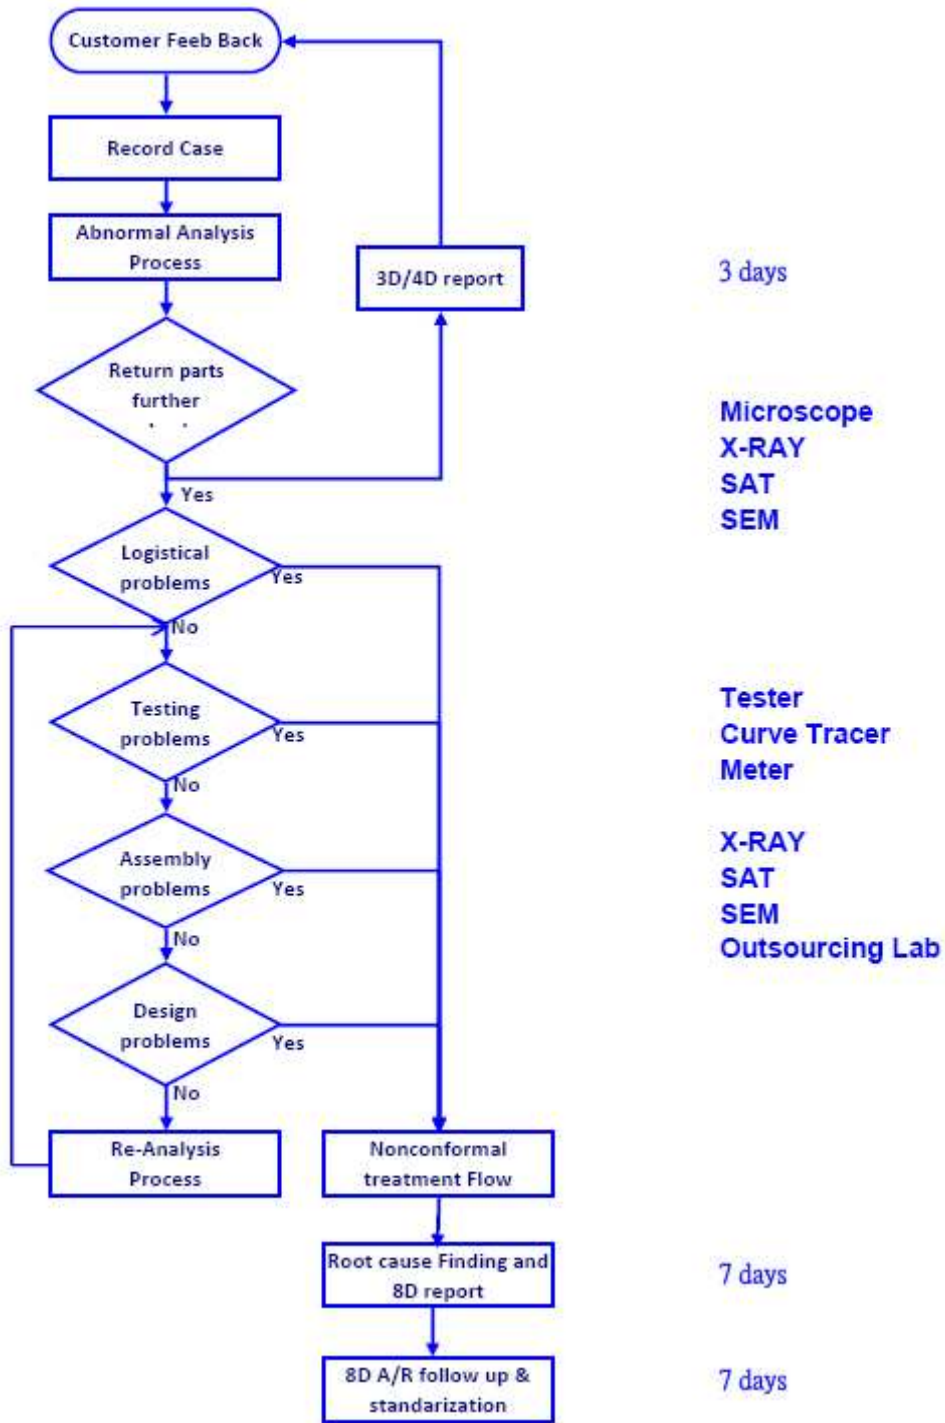 Customer Feeb Back
Record Case
Abnormal Analysis
Process
3D/4D report
3 days
Return parts
further
Microscope
X-RAY
SAT
SEM
Yes
Logistical
problems
Yes
No
Testing
problems
Yes
No
Tester
Curve Tracer
Meter
Assembly
problems
Yes
No
X-RAY
SAT
SEM
Outsourcing Lab
Design
problems
Yes
No
Re-Analysis
Process
Nonconformal
treatment Flow
Root cause Finding and
8D report
7 days
8D A/R follow up &
standarization
7 days